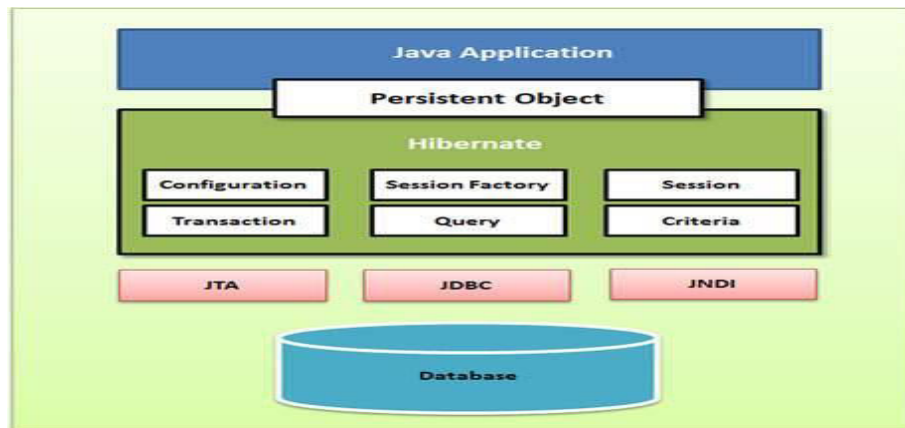 Java Application
Persistent Object
Hibernate
Configuration
Session Factory
Session
Transaction
Query
Criteria
JTA
JDBC
JNDI
Database